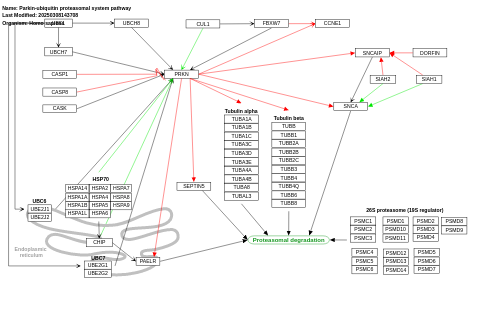 Name: Parkin-ubiquitin proteasomal system pathway
Last Modified: 20250308143708
Organism: Homo sapiens
UBE1
UBCH8
CUL1
FBXW7
CCNE1
UBCH7
SNCAIP
DORFIN
CASP1
PRKN
SIAH2
SIAH1
CASP8
CASK
SNCA
Tubulin alpha
TUBA1A
TUBA1B
TUBA1C
TUBA3C
TUBA3D
TUBA3E
TUBA4A
TUBA4B
TUBA8
TUBAL3
Tubulin beta
TUBB
TUBB1
TUBB2A
TUBB2B
TUBB2C
TUBB3
TUBB4
TUBB4Q
TUBB6
TUBB8
HSP70
HSPA14 HSPA2 HSPA7
HSPA1A HSPA4 HSPA8
HSPA1B HSPA5 HSPA9
HSPA1L HSPA6
SEPTIN5
UBC6
UBE2J1
UBE2J2
CHIP
Endoplasmic
reticulum
UBC7
UBE2G1
UBE2G2
PAELR
Proteasomal degradation
26S proteasome (19S regulator)
PSMC1 PSMD1 PSMD2 PSMD8
PSMC2 PSMD10 PSMD3 PSMD9
PSMC3 PSMD11 PSMD4
PSMC4 PSMD12 PSMD5
PSMC5 PSMD13 PSMD6
PSMC6 PSMD14 PSMD7